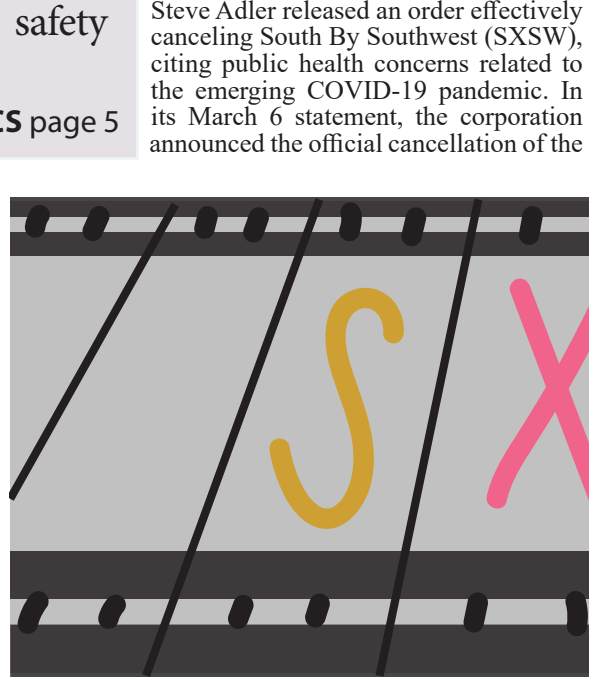 safety
CS page 5
Steve Adler released an order effectively
canceling South By Southwest (SXSW),
citing public health concerns related to
the emerging COVID-19 pandemic. In
its March 6 statement, the corporation
announced the official cancellation of the
S X